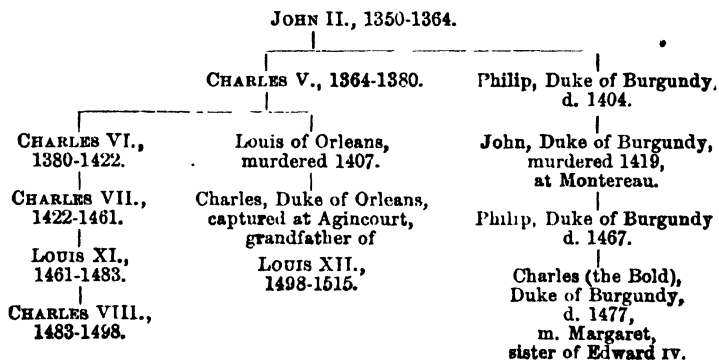 JOHN II., 1350-1364.
CHARLES V., 1364-1380.
Philip, Duke of Burgundy,
d. 1404.
CHARLES VI.,
1380-1422.
Louis of Orleans,
murdered 1407.
John, Duke of Burgundy,
murdered 1419,
at Montereau.
CHARLES VII.,
1422-1461.
Charles, Duke of Orleans,
captured at Agincourt,
grandfather of
Philip, Duke of Burgundy
d. 1467.
LOUIS XI.,
1461-1483.
LOUIS XII.,
1498-1515.
Charles (the Bold),
Duke of Burgundy,
d. 1477,
m. Margaret,
sister of Edward IV.
CHARLES VIII.,
1483-1498.